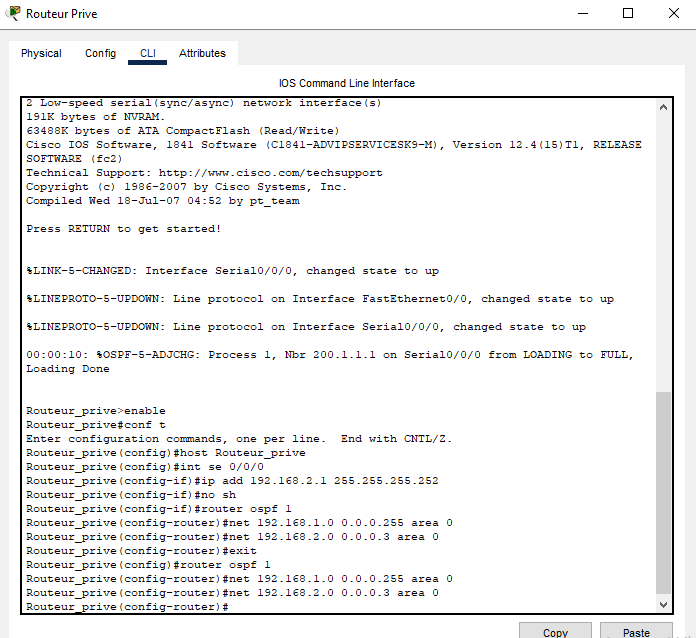 Routeur Prive
Physical Config CLI Attributes
IOS Command Line Interface
2 Low-speed serial(sync/async) network interface(s)
191K bytes of NVRAM.
63488K bytes of ATA CompactFlash (Read/Write)
Cisco IOS Software, 1841 Software (C1841-ADVIPSERVICESK9-M), Version 12.4(15)T1, RELEASE
SOFTWARE (fc2)
Technical Support: http://www.cisco.com/techsupport
Copyright (c) 1986-2007 by Cisco Systems, Inc.
Compiled Wed 18-Jul-07 04:52 by pt_team
Press RETURN to get started!
%LINK-5-CHANGED: Interface Serial0/0/0, changed state to up
%LINEPROTO-5-UPDOWN: Line protocol on Interface FastEthernet0/0, changed state to up
%LINEPROTO-5-UPDOWN: Line protocol on Interface Serial0/0/0, changed state to up
00:00:10: %OSPF-5-ADJCHG: Process 1, Nbr 200.1.1.1 on Serial0/0/0 from LOADING to FULL,
Loading Done
Routeur_prive>enable
Routeur_prive#conf t
Enter configuration commands, one per line.  End with CNTL/Z.
Routeur_prive(config)#host Routeur_prive
Routeur_prive(config)#int se 0/0/0
Routeur_prive(config-if)#ip add 192.168.2.1 255.255.255.252
Routeur_prive(config-if)#no sh
Routeur_prive(config-if)#router ospf 1
Routeur_prive(config-router)#net 192.168.1.0 0.0.0.255 area 0
Routeur_prive(config-router)#net 192.168.2.0 0.0.0.3 area 0
Routeur_prive(config-router)#exit
Routeur_prive(config)#router ospf 1
Routeur_prive(config-router)#net 192.168.1.0 0.0.0.255 area 0
Routeur_prive(config-router)#net 192.168.2.0 0.0.0.3 area 0
Routeur_prive(config-router)#
Copy Paste